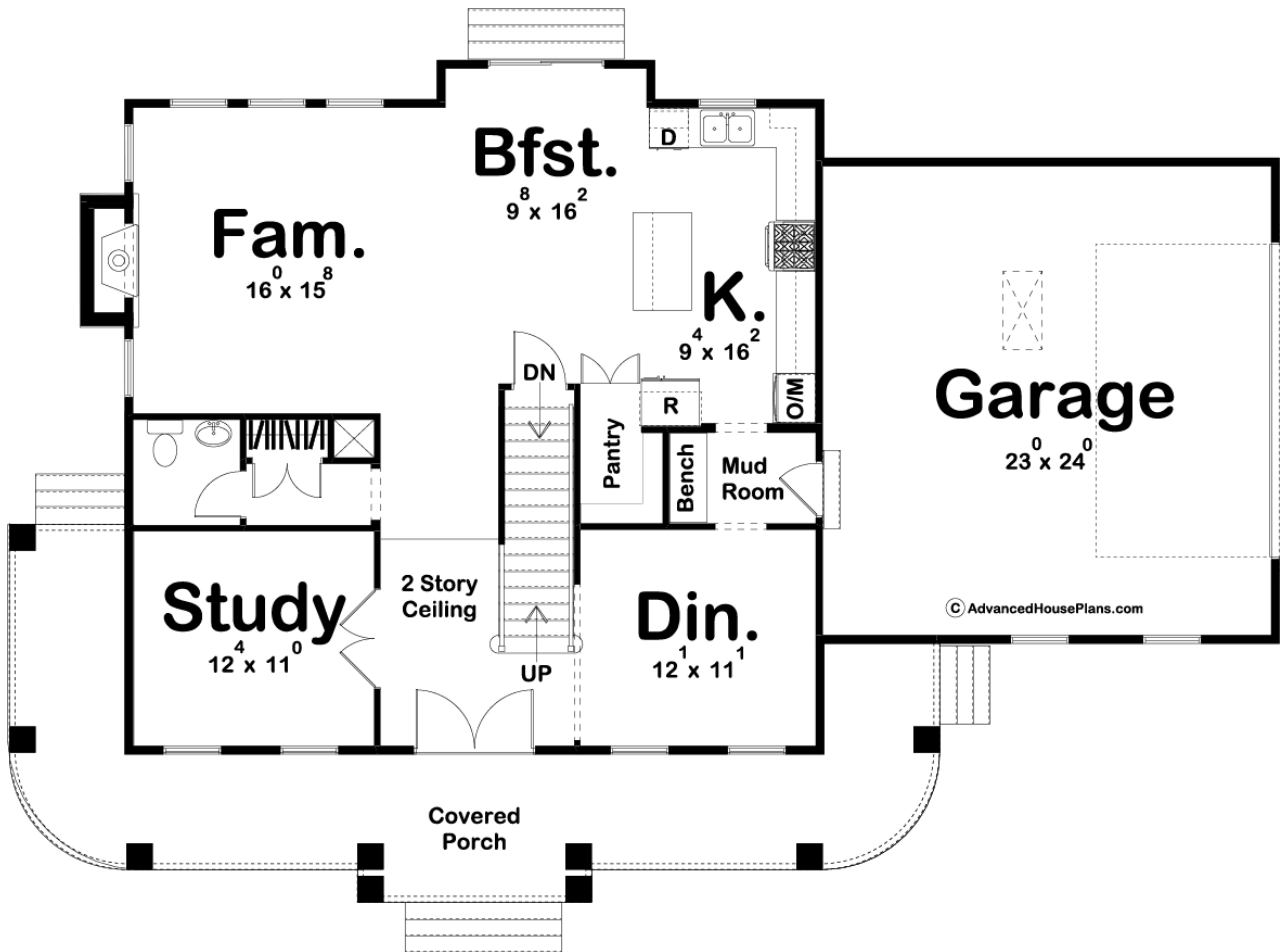 Bfst.
9⁸ x 16²
D
Fam.
16⁰ x 15⁸
K.
9⁴ x 16²
DN
R
O/M
Garage
23⁰ x 24⁰
Pantry
Bench
Mud
Room
Study
12⁴ x 11⁰
2 Story
Ceiling
UP
Din.
12¹ x 11¹
© AdvancedHousePlans.com
Covered
Porch